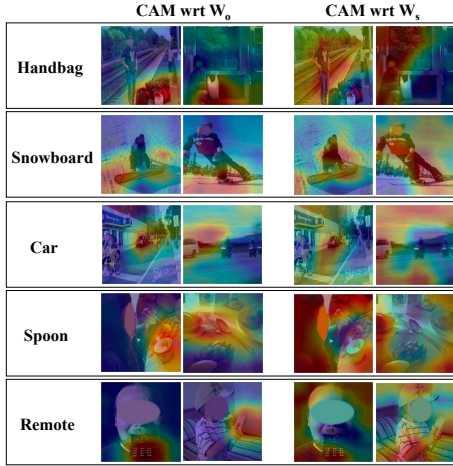 CAM wrt Wₒ CAM wrt Wₛ
Handbag
Snowboard
Car
Spoon
Remote